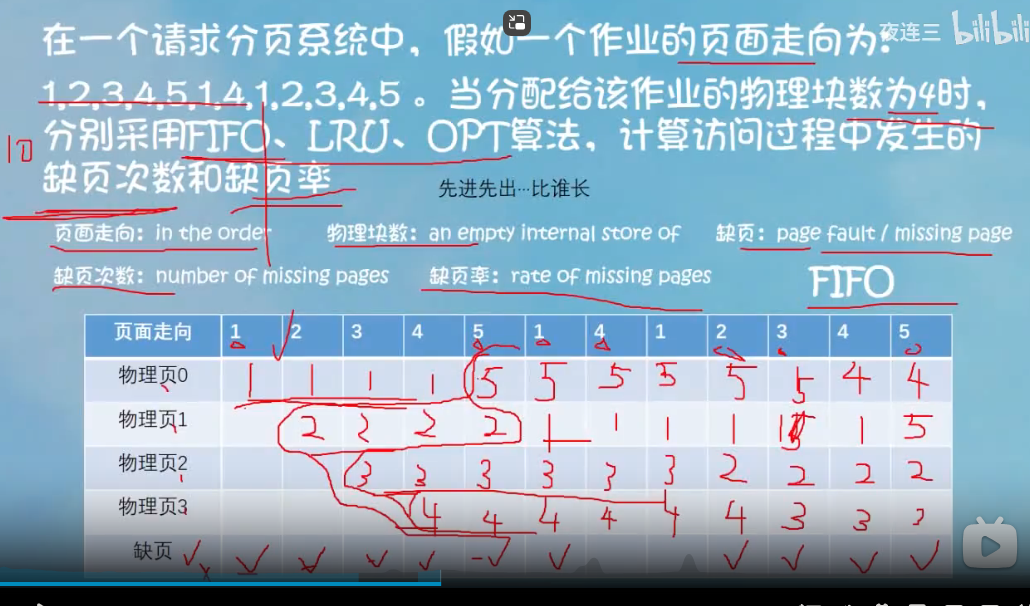 夜连三 bilibili
在一个请求分页系统中，假如一个作业的页面走向为：
1,2,3,4,5,1,4,1,2,3,4,5 。当分配给该作业的物理块数为4时，
分别采用FIFO、LRU、OPT算法，计算访问过程中发生的
缺页次数和缺页率
先进先出…比谁长
页面走向：in the order 物理块数：an empty internal store of 缺页：page fault / missing page
缺页次数：number of missing pages 缺页率：rate of missing pages FIFO
页面走向 1 2 3 4 5 1 4 1 2 3 4 5
物理页0 1 1 1 1 5 5 5 5 5 5 4 4
物理页1 2 2 2 2 1 1 1 1 1 1 5
物理页2 3 3 3 3 3 3 2 2 2 2
物理页3 4 4 4 4 4 4 3 3 3
缺页